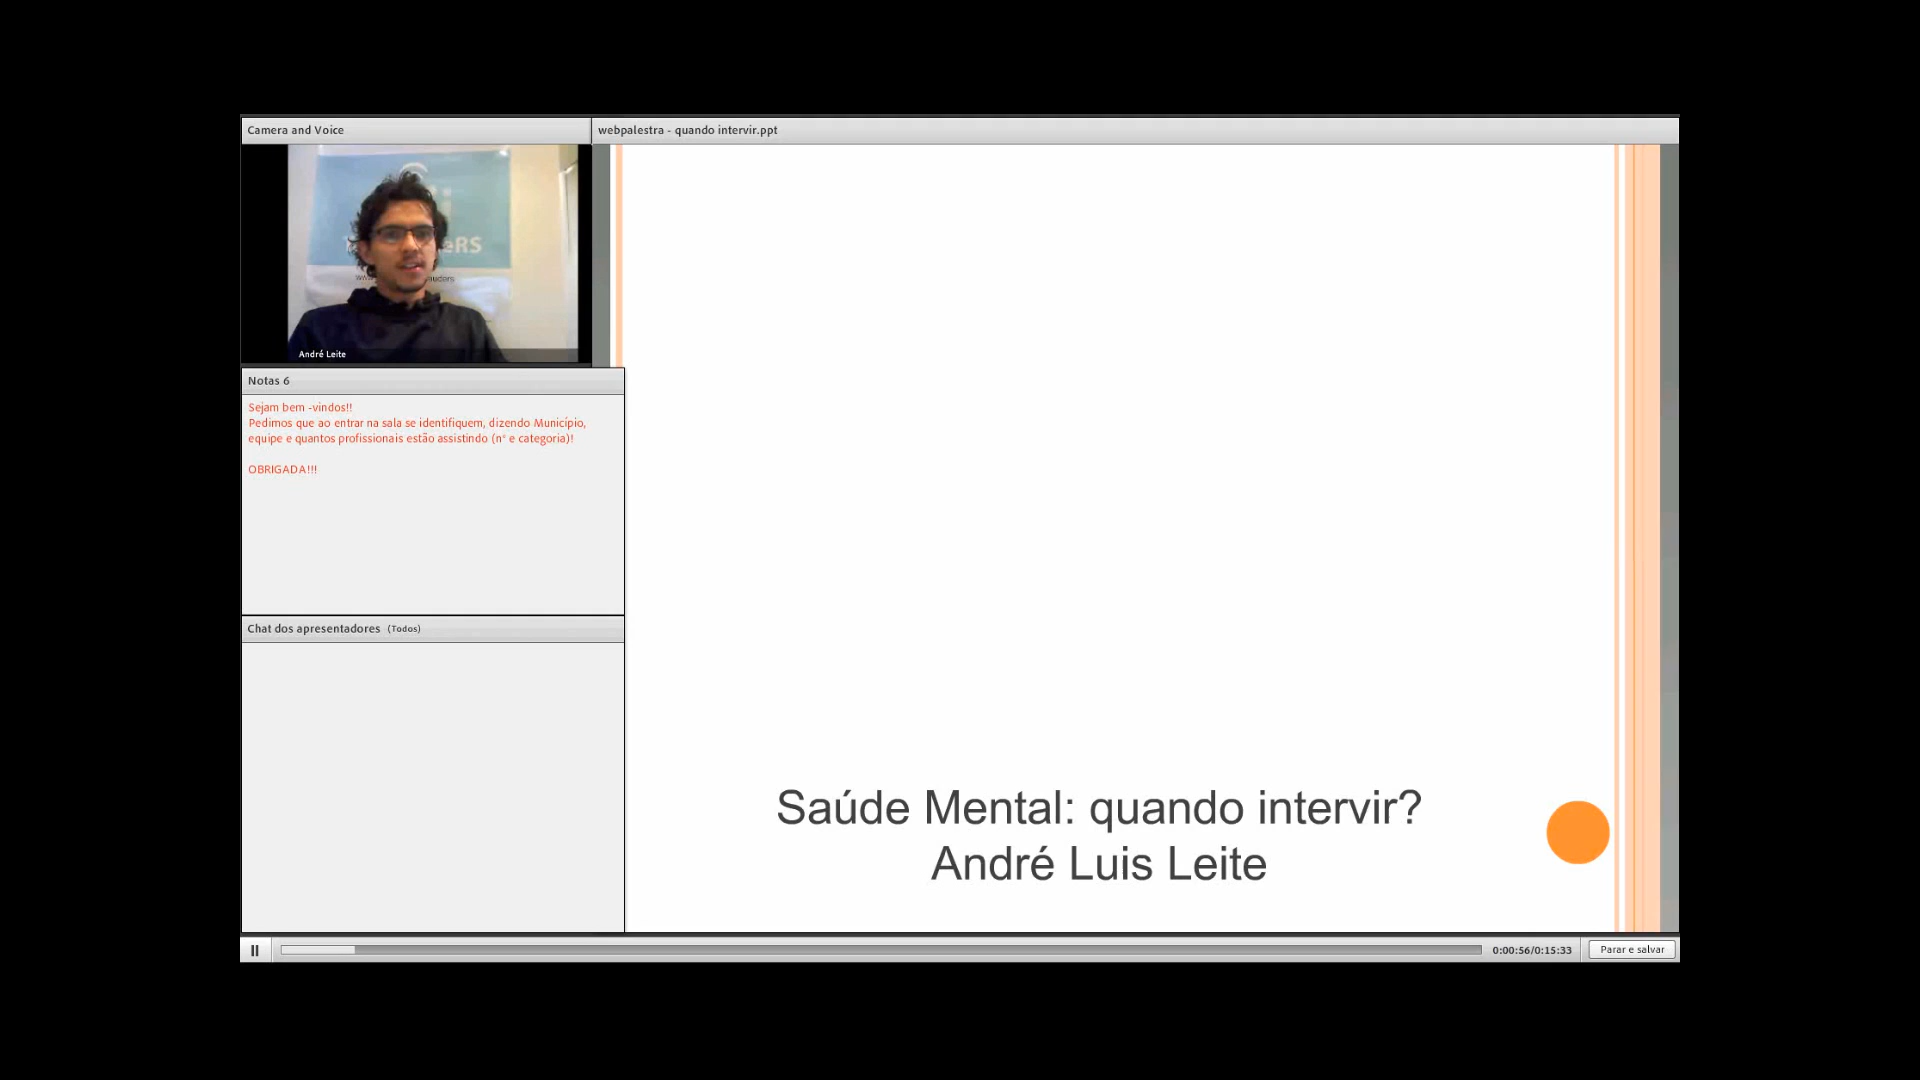 Camera and Voice
webpalestra - quando intervir.ppt
eRS
André Leite
Notas 6
Sejam bem -vindos!!
Pedimos que ao entrar na sala se identifiquem, dizendo Município,
equipe e quantos profissionais estão assistindo (n° e categoria)!
OBRIGADA!!!
Chat dos apresentadores (Todos)
Saúde Mental: quando intervir?
André Luis Leite
0:00:56/0:15:33
Parar e salvar